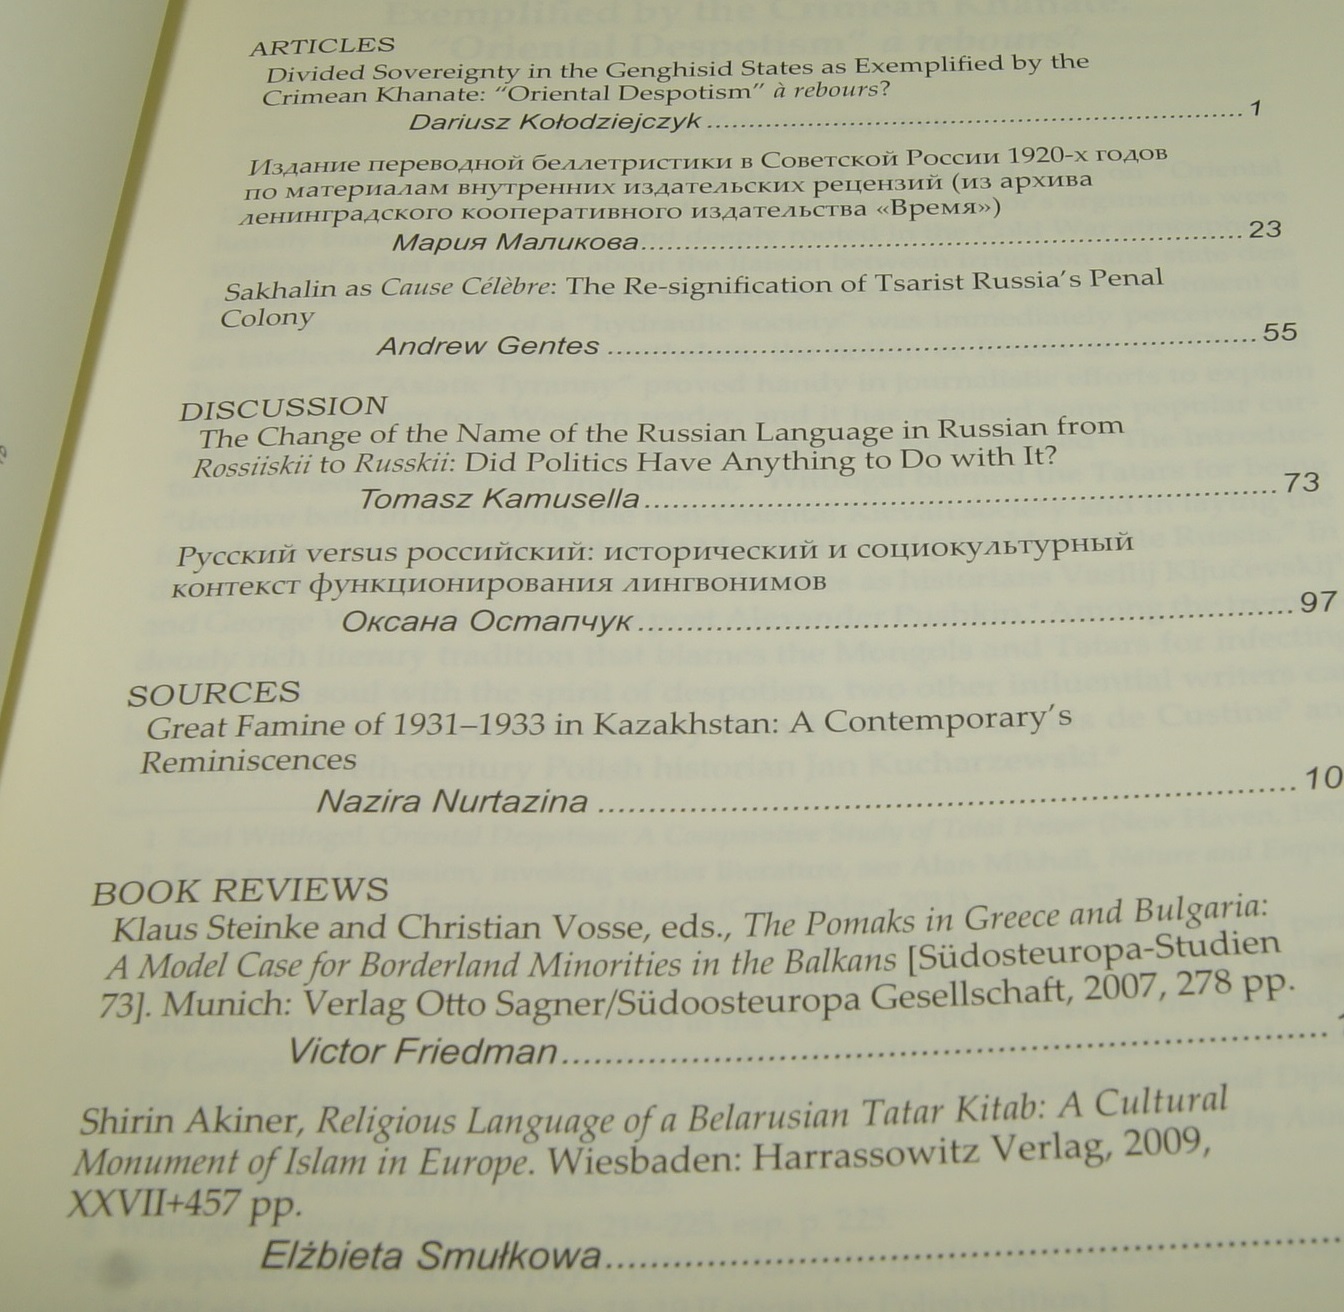 ARTICLES
Divided Sovereignty in the Genghisid States as Exemplified by the
Crimean Khanate: “Oriental Despotism” à rebours?
Dariusz Kołodziejczyk........................................................1
Издание переводной беллетристики в Советской России 1920-х годов
по материалам внутренних издательских рецензий (из архива
ленинградского кооперативного издательства «Время»)
Мария Маликова........................................................23
Sakhalin as Cause Célèbre: The Re-signification of Tsarist Russia’s Penal
Colony
Andrew Gentes ........................................................55
DISCUSSION
The Change of the Name of the Russian Language in Russian from
Rossiiskii to Russkii: Did Politics Have Anything to Do with It?
Tomasz Kamusella........................................................73
Русский versus российский: исторический и социокультурный
контекст функционирования лингвонимов
Оксана Остапчук........................................................97
SOURCES
Great Famine of 1931–1933 in Kazakhstan: A Contemporary’s
Reminiscences
Nazira Nurtazina ........................................................10
BOOK REVIEWS
Klaus Steinke and Christian Vosse, eds., The Pomaks in Greece and Bulgaria:
A Model Case for Borderland Minorities in the Balkans [Südosteuropa-Studien
73]. Munich: Verlag Otto Sagner/Südoosteuropa Gesellschaft, 2007, 278 pp.
Victor Friedman........................................................
Shirin Akiner, Religious Language of a Belarusian Tatar Kitab: A Cultural
Monument of Islam in Europe. Wiesbaden: Harrassowitz Verlag, 2009,
XXVII+457 pp.
Elżbieta Smułkowa........................................................